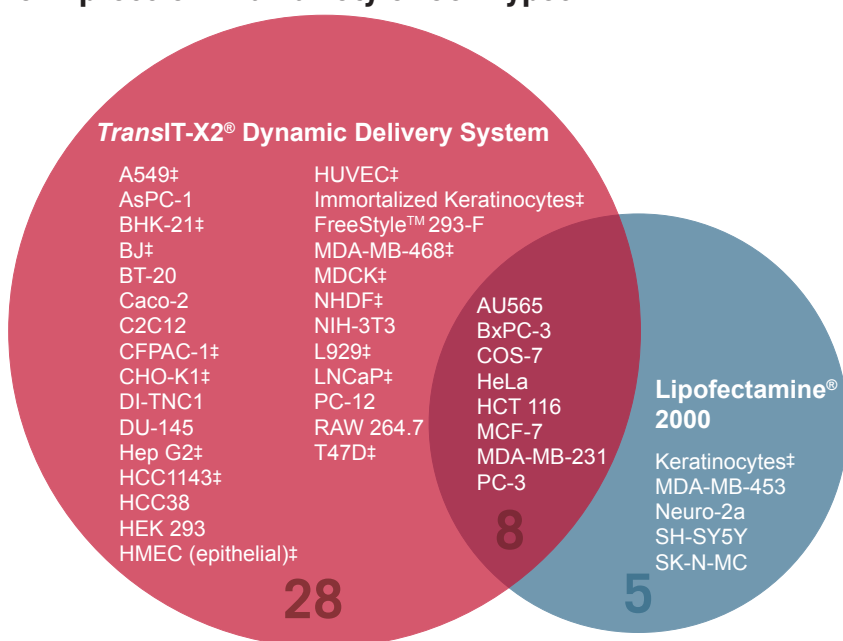 TransIT-X2® Dynamic Delivery System
A549‡
AsPC-1
BHK-21‡
BJ‡
BT-20
Caco-2
C2C12
CFPAC-1‡
CHO-K1‡
DI-TNC1
DU-145
Hep G2‡
HCC1143‡
HCC38
HEK 293
HMEC (epithelial)‡
HUVEC‡
Immortalized Keratinocytes‡
FreeStyle™ 293-F
MDA-MB-468‡
MDCK‡
NHDF‡
NIH-3T3
L929‡
LNCaP‡
PC-12
RAW 264.7
T47D‡
28
AU565
BxPC-3
COS-7
HeLa
HCT 116
MCF-7
MDA-MB-231
PC-3
8
Lipofectamine®
2000
Keratinocytes‡
MDA-MB-453
Neuro-2a
SH-SY5Y
SK-N-MC
5